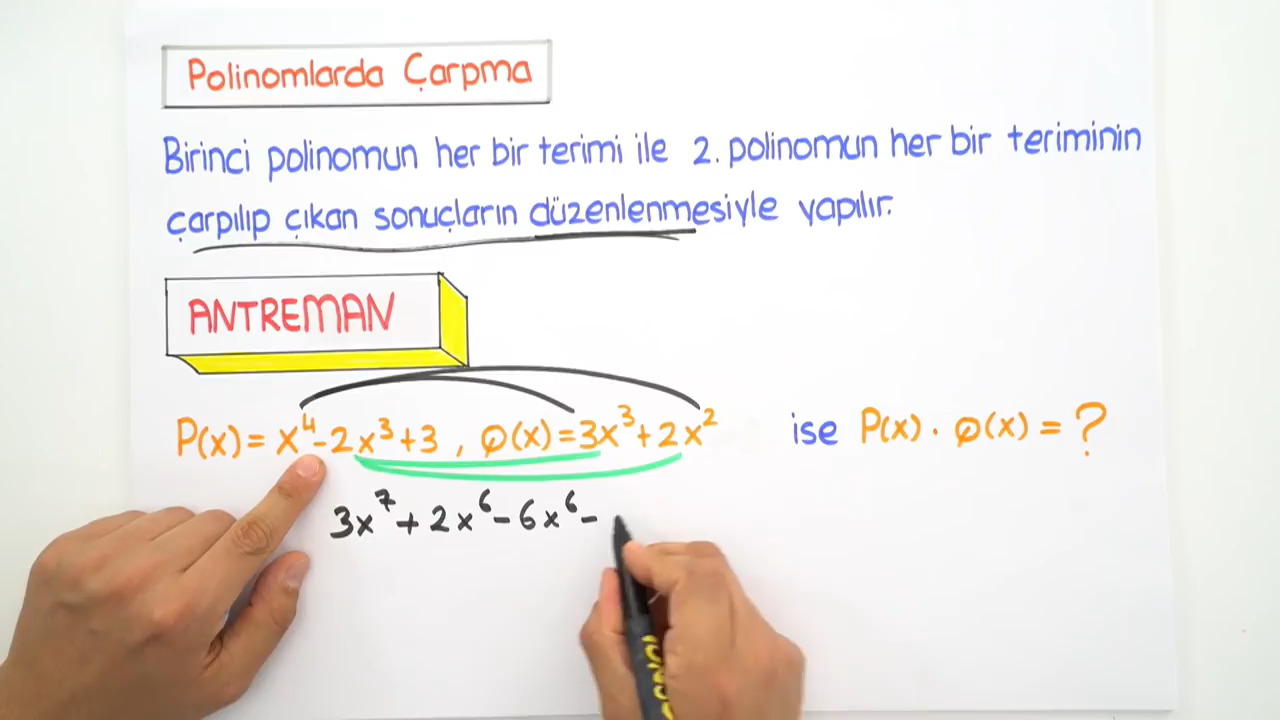 Polinomlarda Çarpma
Birinci polinomun her bir terimi ile 2. polinomun her bir teriminin
çarpılıp çıkan sonuçların düzenlenmesiyle yapılır.
ANTREMAN
P(x) = x⁴ - 2x³ + 3 , Q(x) = 3x³ + 2x² ise P(x) . Q(x) = ?
3x⁷ + 2x⁶ - 6x⁶ -